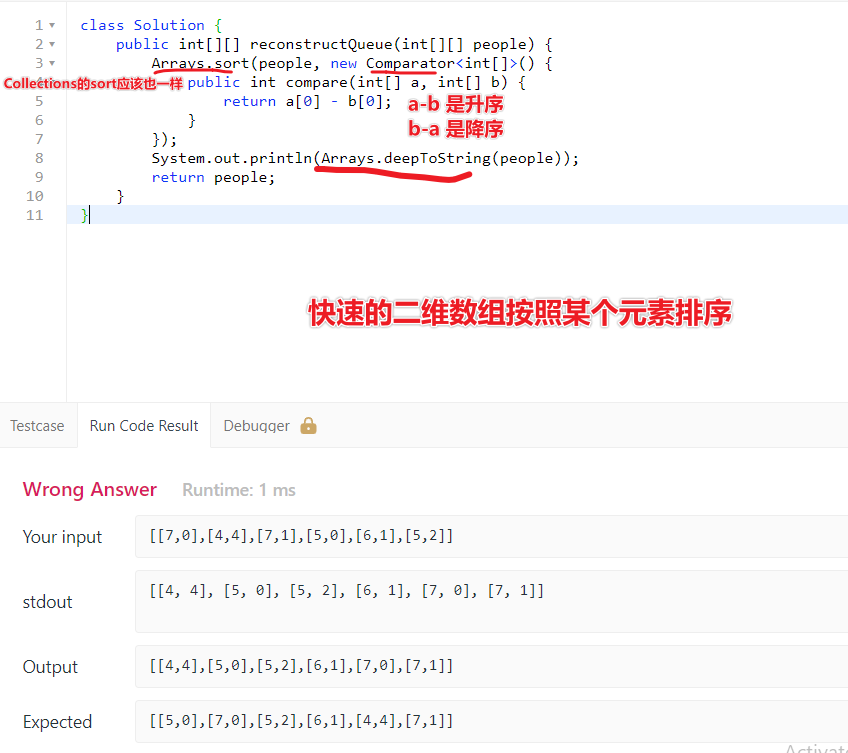 1 class Solution {
2 public int[][] reconstructQueue(int[][] people) {
3 Arrays.sort(people, new Comparator<int[]>() {
Collections的sort应该也一样 public int compare(int[] a, int[] b) {
5 return a[0] - b[0]; a-b 是升序
6 }
b-a 是降序
7 });
8 System.out.println(Arrays.deepToString(people));
9 return people;
10 }
11 }
快速的二维数组按照某个元素排序
Testcase Run Code Result Debugger
Wrong Answer Runtime: 1 ms
Your input [[7,0],[4,4],[7,1],[5,0],[6,1],[5,2]]
stdout [[4, 4], [5, 0], [5, 2], [6, 1], [7, 0], [7, 1]]
Output [[4,4],[5,0],[5,2],[6,1],[7,0],[7,1]]
Expected [[5,0],[7,0],[5,2],[6,1],[4,4],[7,1]]